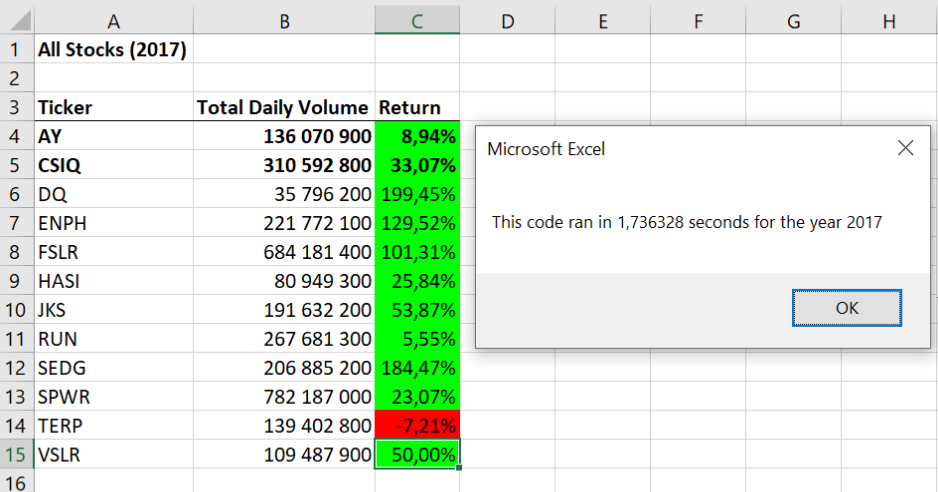 A B C D E F G H
1 All Stocks (2017)
2
3 Ticker Total Daily Volume Return
4 AY 136 070 900 8,94%
5 CSIQ 310 592 800 33,07%
6 DQ 35 796 200 199,45%
7 ENPH 221 772 100 129,52%
8 FSLR 684 181 400 101,31%
9 HASI 80 949 300 25,84%
10 JKS 191 632 200 53,87%
11 RUN 267 681 300 5,55%
12 SEDG 206 885 200 184,47%
13 SPWR 782 187 000 23,07%
14 TERP 139 402 800 -7,21%
15 VSLR 109 487 900 50,00%
16
Microsoft Excel
This code ran in 1,736328 seconds for the year 2017
OK